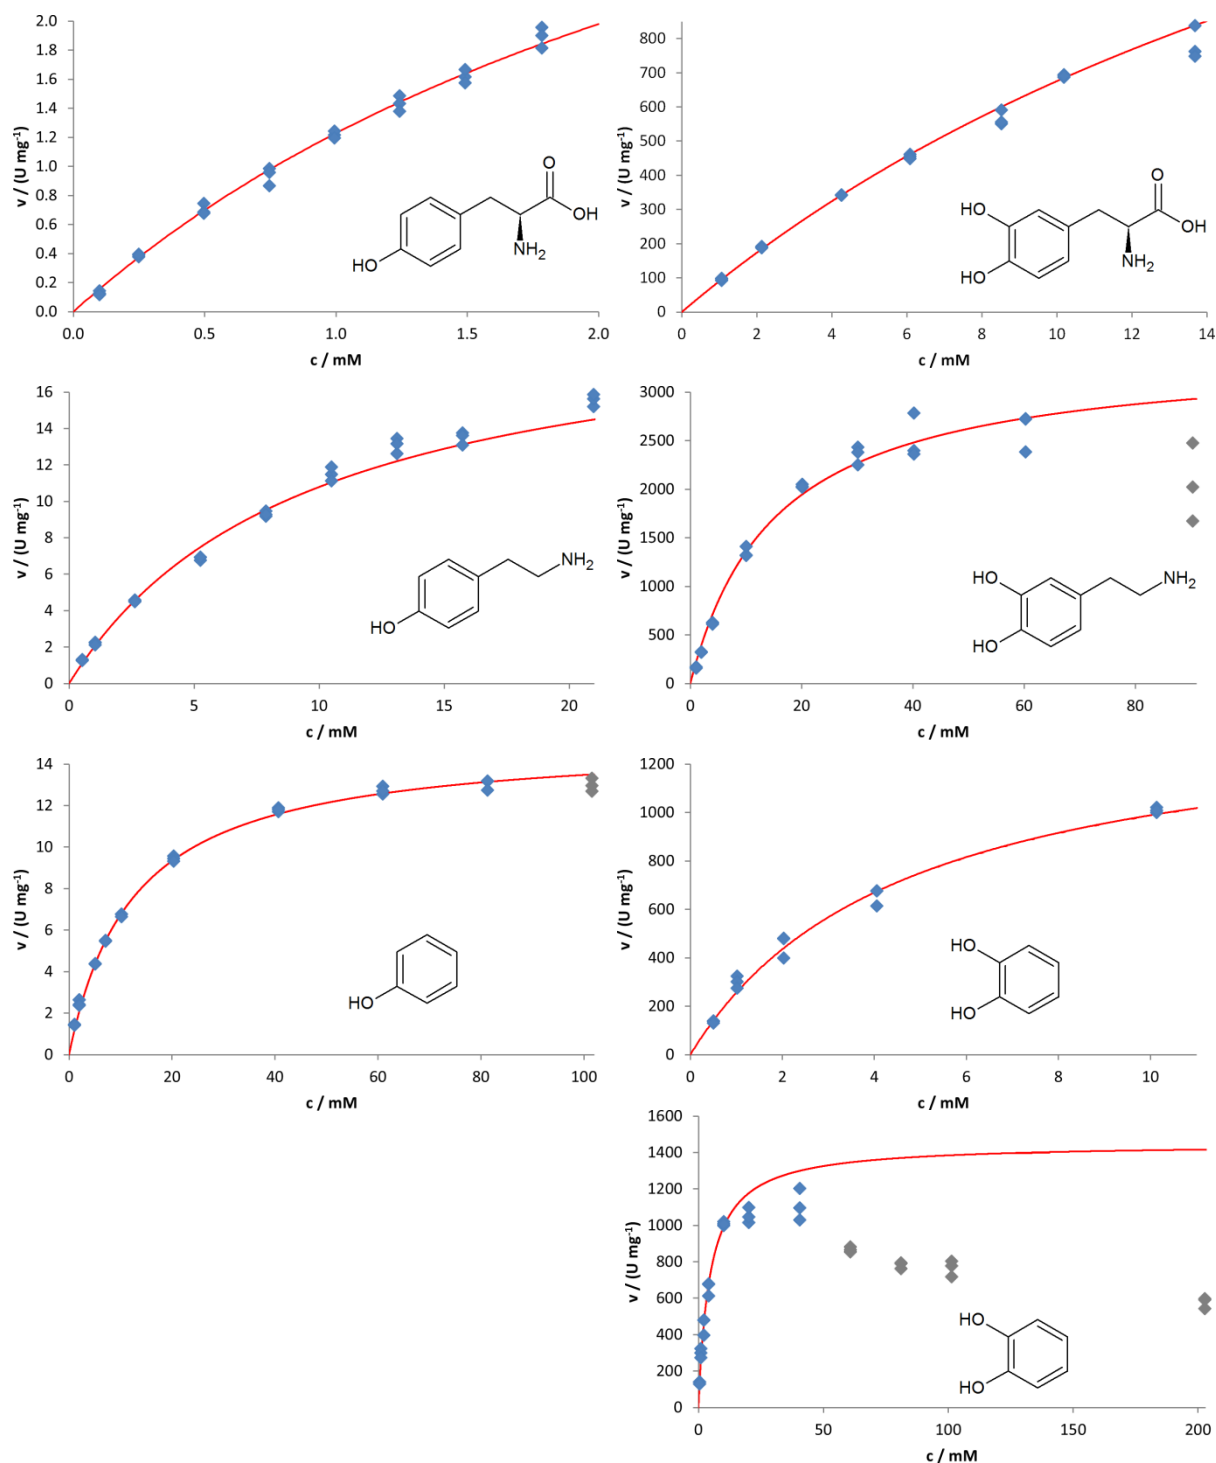 v / (U mg⁻¹)
2.0
1.8
1.6
1.4
1.2
1.0
0.8
0.6
0.4
0.2
0.0
O
OH
NH₂
HO
0.0 0.5 1.0 1.5 2.0
c / mM
v / (U mg⁻¹)
800
700
600
500
400
300
200
100
0
O
HO
OH
NH₂
HO
0 2 4 6 8 10 12 14
c / mM
v / (U mg⁻¹)
16
14
12
10
8
6
4
2
0
NH₂
HO
0 5 10 15 20
c / mM
v / (U mg⁻¹)
3000
2500
2000
1500
1000
500
0
HO
NH₂
HO
0 20 40 60 80
c / mM
v / (U mg⁻¹)
14
12
10
8
6
4
2
0
HO
0 20 40 60 80 100
c / mM
v / (U mg⁻¹)
1200
1000
800
600
400
200
0
HO
HO
0 2 4 6 8 10
c / mM
v / (U mg⁻¹)
1600
1400
1200
1000
800
600
400
200
0
HO
HO
0 50 100 150 200
c / mM